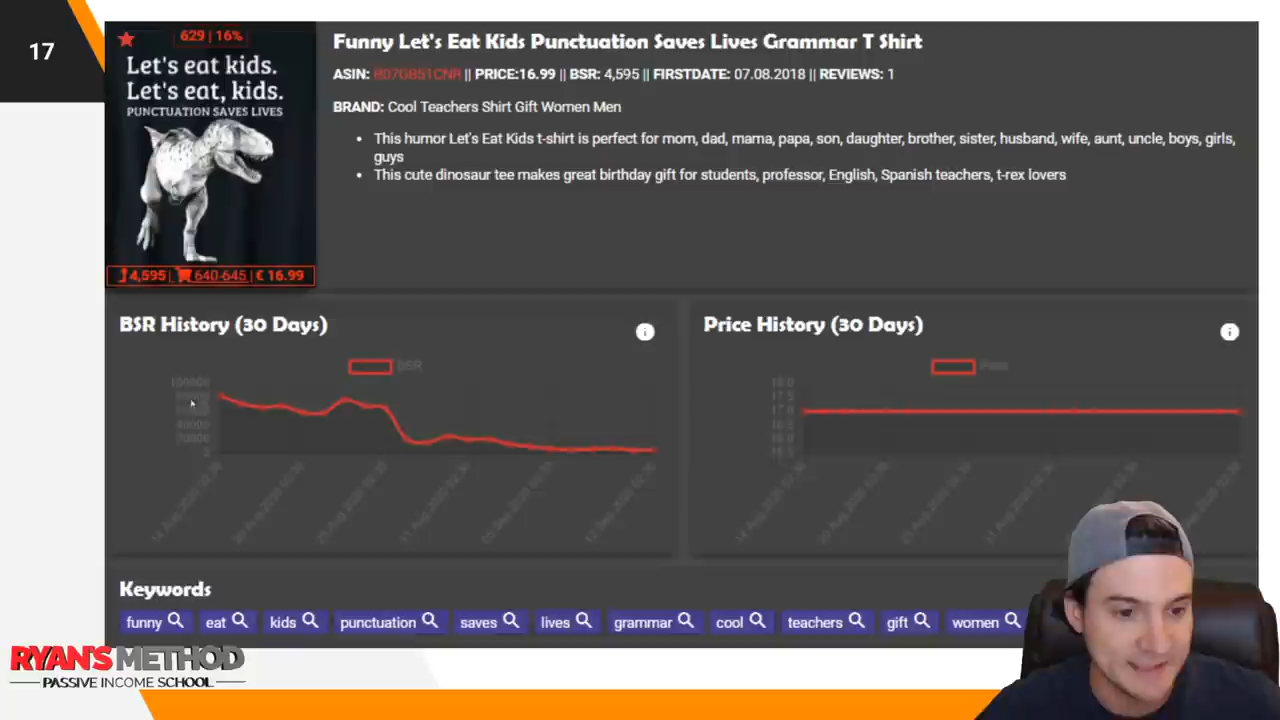 17
629 | 16%
Let's eat kids.
Let's eat, kids.
PUNCTUATION SAVES LIVES
4,595 | 640-645 | € 16.99
Funny Let's Eat Kids Punctuation Saves Lives Grammar T Shirt
ASIN: B07GB51CNR || PRICE:16.99 || BSR: 4,595 || FIRSTDATE: 07.08.2018 || REVIEWS: 1
BRAND: Cool Teachers Shirt Gift Women Men
• This humor Let's Eat Kids t-shirt is perfect for mom, dad, mama, papa, son, daughter, brother, sister, husband, wife, aunt, uncle, boys, girls,
guys
• This cute dinosaur tee makes great birthday gift for students, professor, English, Spanish teachers, t-rex lovers
BSR History (30 Days)
BSR
100000
0
Price History (30 Days)
Price
Keywords
funny eat kids punctuation saves lives grammar cool teachers gift women
RYAN'S METHOD
PASSIVE INCOME SCHOOL